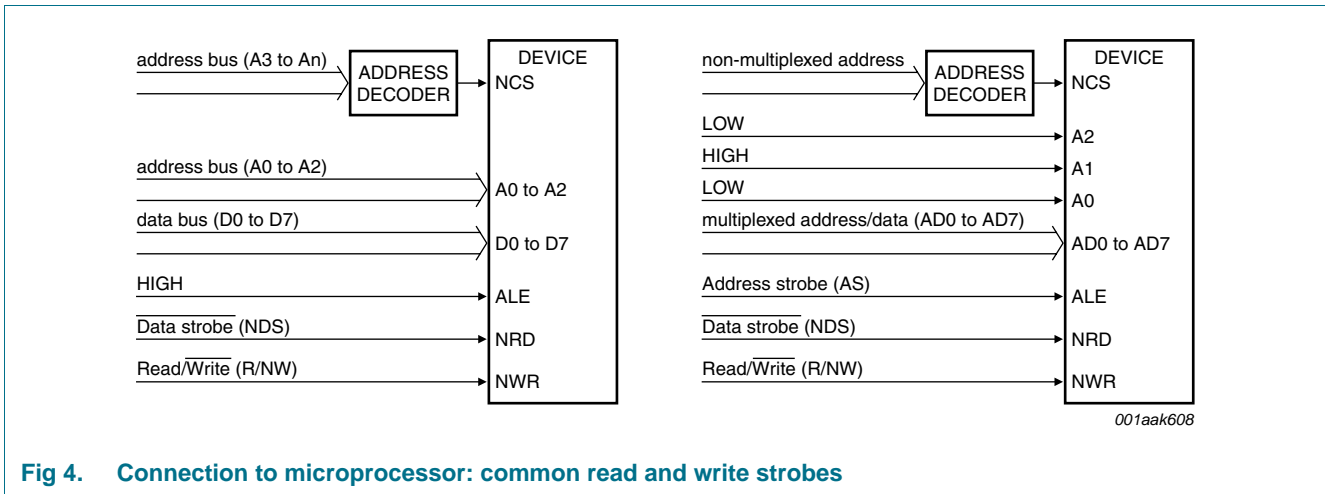 address bus (A3 to An)
ADDRESS
DECODER
DEVICE
NCS
address bus (A0 to A2)
A0 to A2
data bus (D0 to D7)
D0 to D7
HIGH
ALE
Data strobe (NDS)
NRD
Read/Write (R/NW)
NWR
non-multiplexed address
ADDRESS
DECODER
DEVICE
NCS
LOW
A2
HIGH
A1
LOW
A0
multiplexed address/data (AD0 to AD7)
AD0 to AD7
Address strobe (AS)
ALE
Data strobe (NDS)
NRD
Read/Write (R/NW)
NWR
001aak608
Fig 4. Connection to microprocessor: common read and write strobes